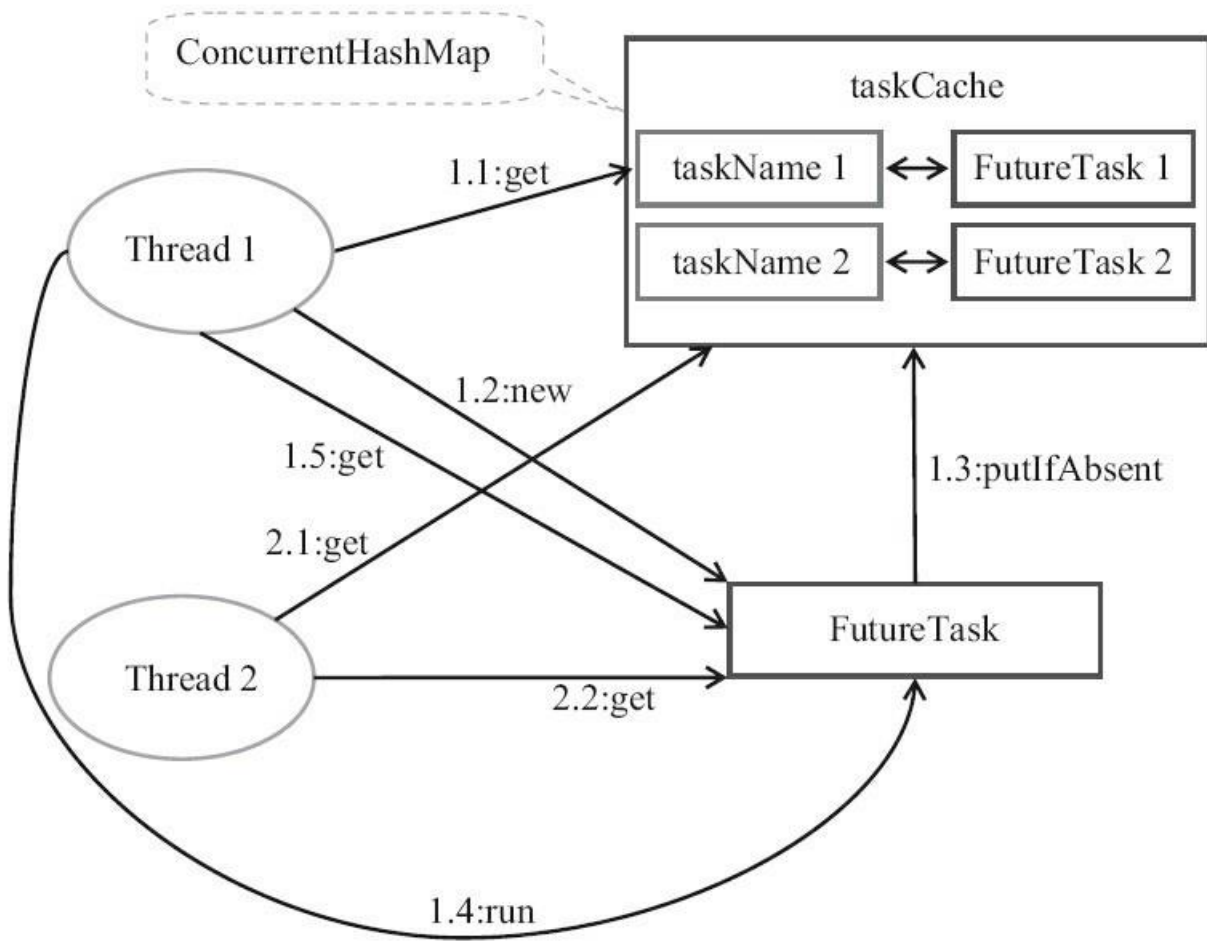 ConcurrentHashMap
taskCache
taskName 1
FutureTask 1
taskName 2
FutureTask 2
1.1:get
Thread 1
1.2:new
1.5:get
1.3:putIfAbsent
2.1:get
FutureTask
Thread 2
2.2:get
1.4:run